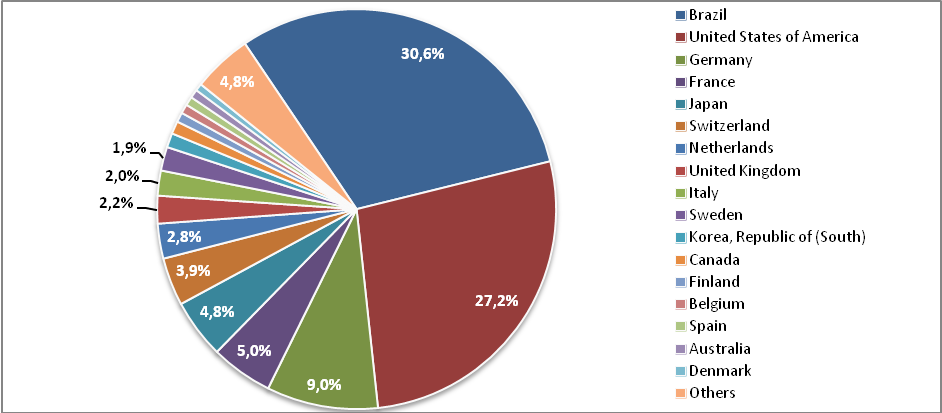 30,6%
27,2%
9,0%
5,0%
4,8%
3,9%
2,8%
2,2%
2,0%
1,9%
4,8%
Brazil
United States of America
Germany
France
Japan
Switzerland
Netherlands
United Kingdom
Italy
Sweden
Korea, Republic of (South)
Canada
Finland
Belgium
Spain
Australia
Denmark
Others